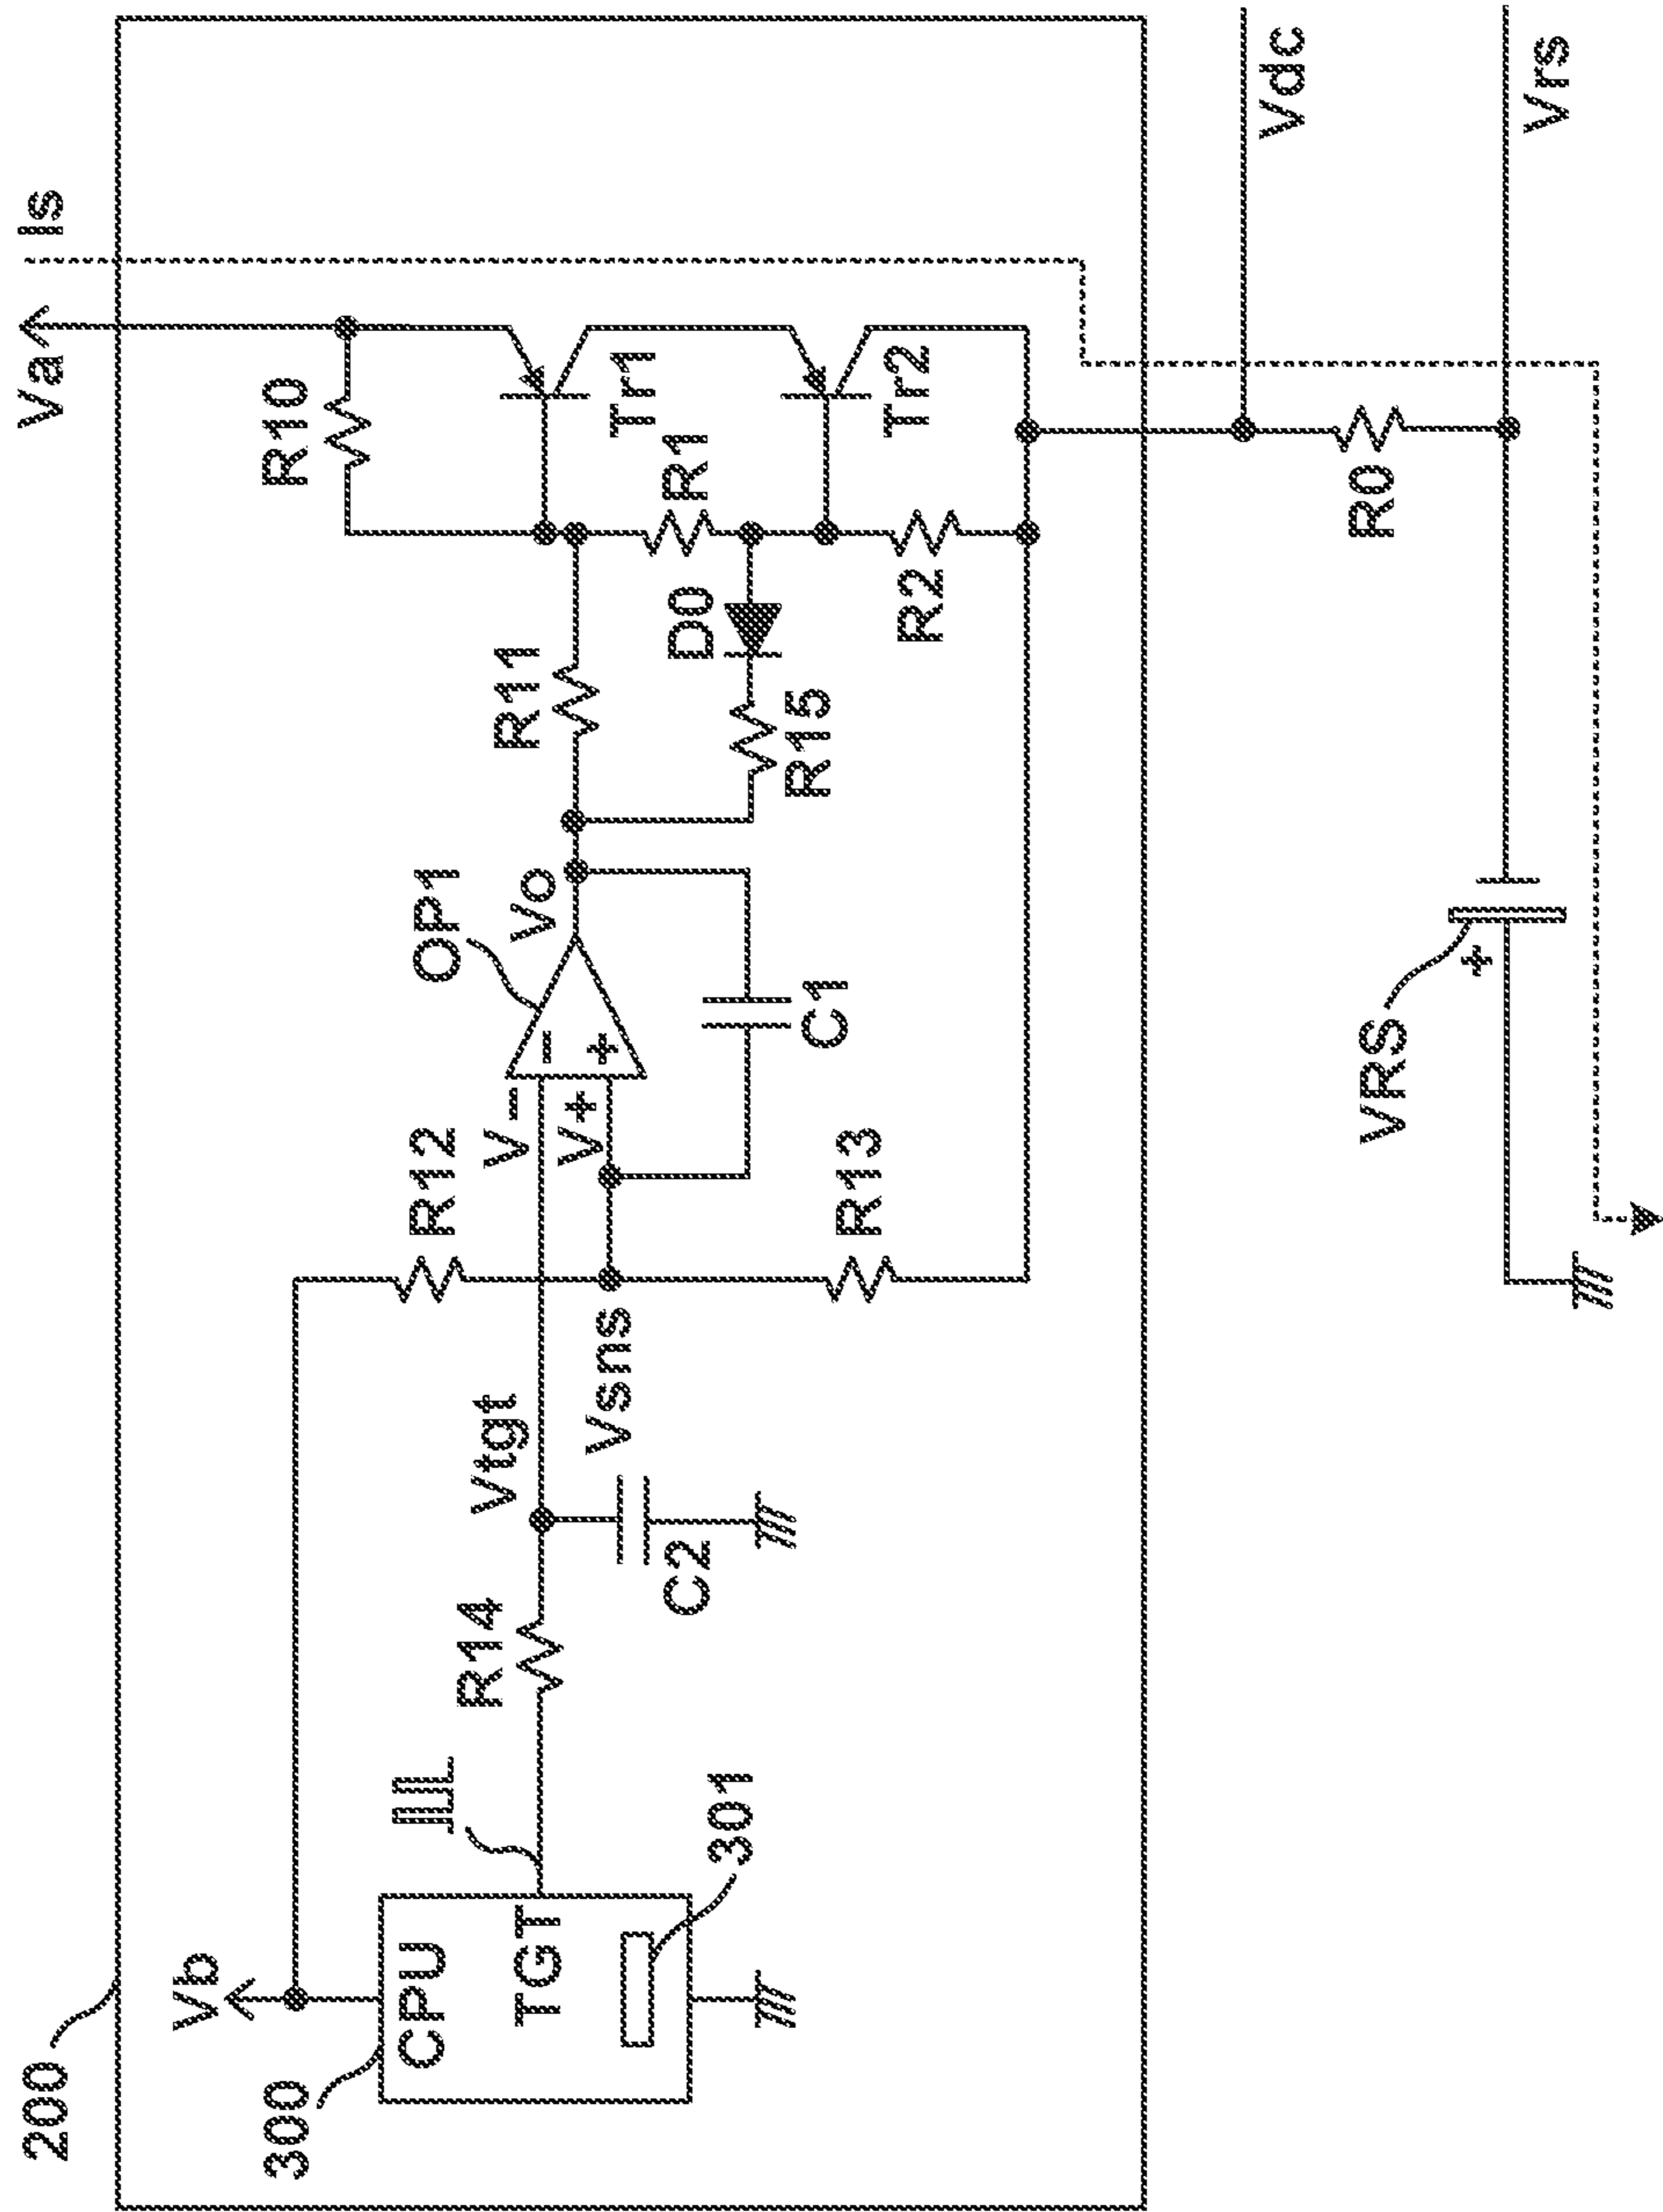 200
Vb
300
CPU
TGT
301
R14
Vtgt
C2
Vsns
R12
R13
V−
V+
−
+
OP1
Vo
C1
R11
R15
D0
R10
R1
R2
Tr1
Tr2
Va
Is
VRS
+
R0
Vdc
Vrs